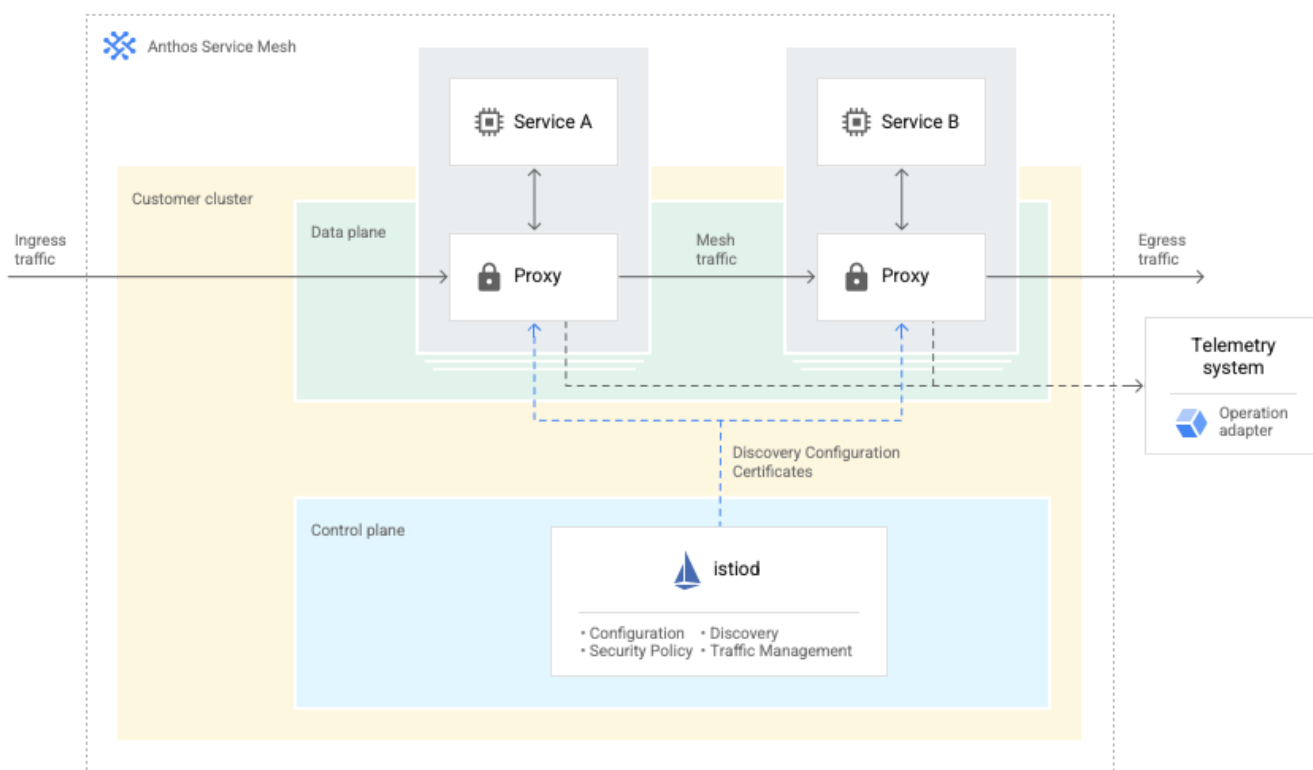 Anthos Service Mesh
Service A
Service B
Customer cluster
Data plane
Ingress
traffic
Proxy
Mesh
traffic
Proxy
Egress
traffic
Telemetry
system
Operation
adapter
Discovery Configuration
Certificates
Control plane
istiod
• Configuration • Discovery
• Security Policy • Traffic Management